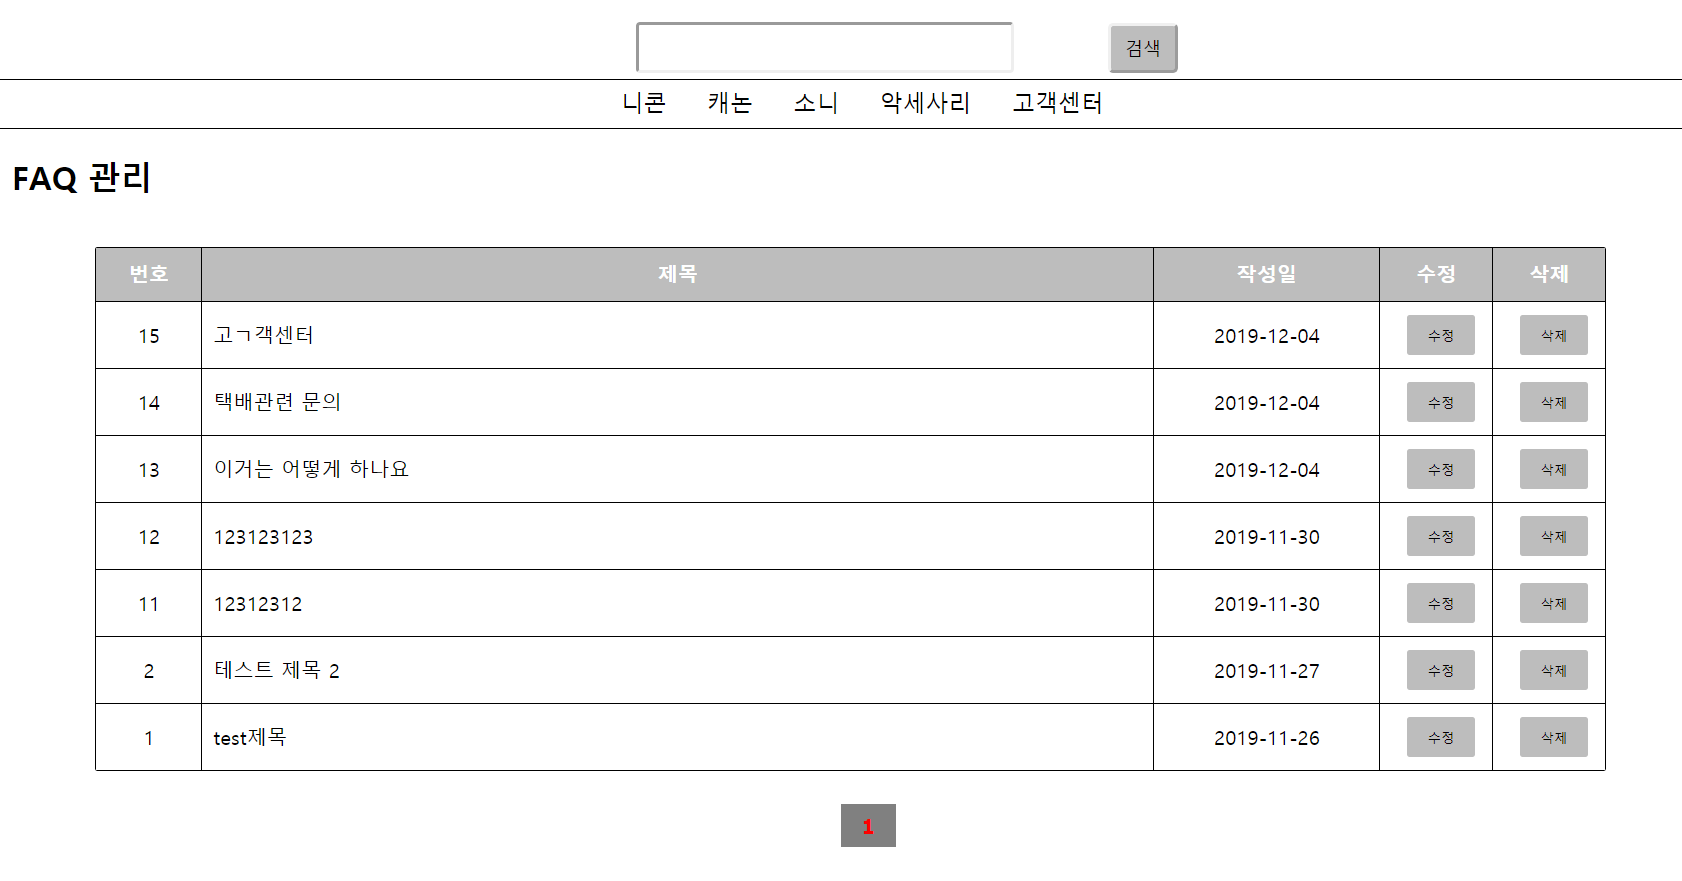 검색
니콘 캐논 소니 악세사리 고객센터
FAQ 관리
번호 제목 작성일 수정 삭제
15 고ㄱ객센터 2019-12-04 수정 삭제
14 택배관련 문의 2019-12-04 수정 삭제
13 이거는 어떻게 하나요 2019-12-04 수정 삭제
12 123123123 2019-11-30 수정 삭제
11 12312312 2019-11-30 수정 삭제
2 테스트 제목 2 2019-11-27 수정 삭제
1 test제목 2019-11-26 수정 삭제
1